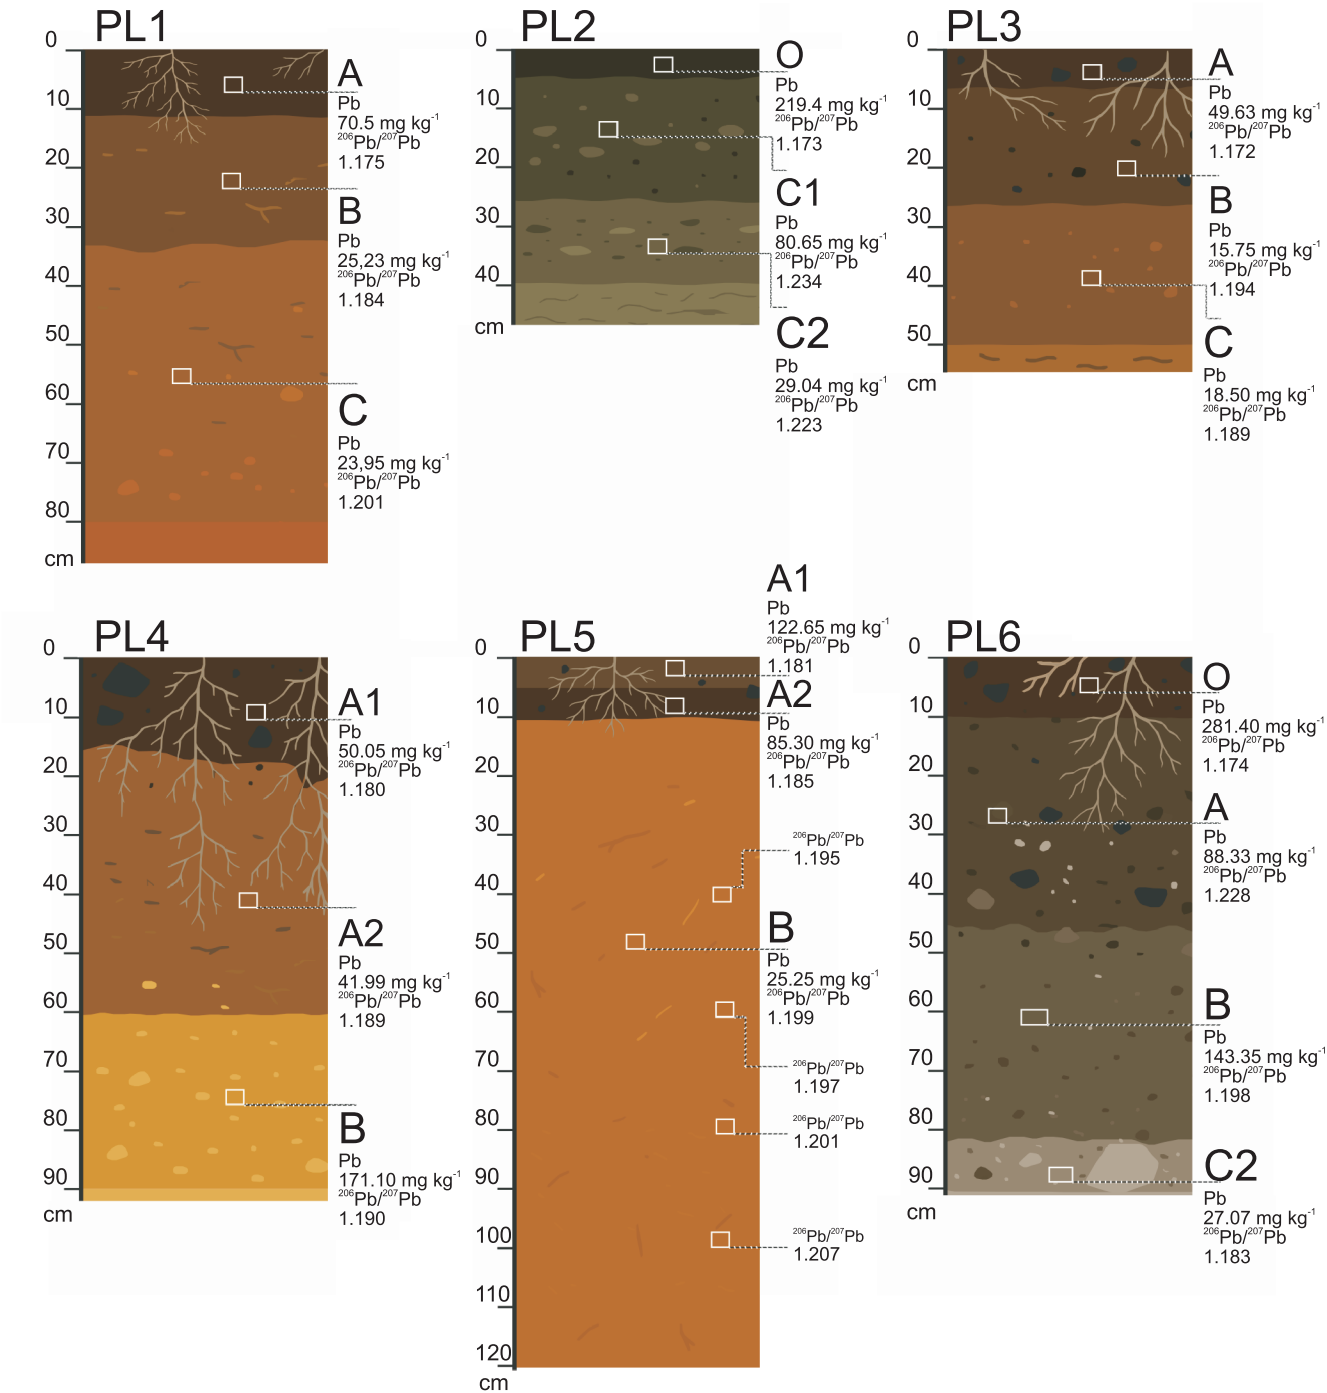 PL1
0
10
20
30
40
50
60
70
80
cm
A
Pb
70.5 mg kg⁻¹
²⁰⁶Pb/²⁰⁷Pb
1.175
B
Pb
25,23 mg kg⁻¹
²⁰⁶Pb/²⁰⁷Pb
1.184
C
Pb
23,95 mg kg⁻¹
²⁰⁶Pb/²⁰⁷Pb
1.201
PL2
0
10
20
30
40
cm
O
Pb
219.4 mg kg⁻¹
²⁰⁶Pb/²⁰⁷Pb
1.173
C1
Pb
80.65 mg kg⁻¹
²⁰⁶Pb/²⁰⁷Pb
1.234
C2
Pb
29.04 mg kg⁻¹
²⁰⁶Pb/²⁰⁷Pb
1.223
PL3
0
10
20
30
40
50
cm
A
Pb
49.63 mg kg⁻¹
²⁰⁶Pb/²⁰⁷Pb
1.172
B
Pb
15.75 mg kg⁻¹
²⁰⁶Pb/²⁰⁷Pb
1.194
C
Pb
18.50 mg kg⁻¹
²⁰⁶Pb/²⁰⁷Pb
1.189
PL4
0
10
20
30
40
50
60
70
80
90
cm
A1
Pb
50.05 mg kg⁻¹
²⁰⁶Pb/²⁰⁷Pb
1.180
A2
Pb
41.99 mg kg⁻¹
²⁰⁶Pb/²⁰⁷Pb
1.189
B
Pb
171.10 mg kg⁻¹
²⁰⁶Pb/²⁰⁷Pb
1.190
PL5
0
10
20
30
40
50
60
70
80
90
100
110
120
cm
A1
Pb
122.65 mg kg⁻¹
²⁰⁶Pb/²⁰⁷Pb
1.181
A2
Pb
85.30 mg kg⁻¹
²⁰⁶Pb/²⁰⁷Pb
1.185
²⁰⁶Pb/²⁰⁷Pb
1.195
B
Pb
25.25 mg kg⁻¹
²⁰⁶Pb/²⁰⁷Pb
1.199
²⁰⁶Pb/²⁰⁷Pb
1.197
²⁰⁶Pb/²⁰⁷Pb
1.201
²⁰⁶Pb/²⁰⁷Pb
1.207
PL6
0
10
20
30
40
50
60
70
80
90
cm
O
Pb
281.40 mg kg⁻¹
²⁰⁶Pb/²⁰⁷Pb
1.174
A
Pb
88.33 mg kg⁻¹
²⁰⁶Pb/²⁰⁷Pb
1.228
B
Pb
143.35 mg kg⁻¹
²⁰⁶Pb/²⁰⁷Pb
1.198
C2
Pb
27.07 mg kg⁻¹
²⁰⁶Pb/²⁰⁷Pb
1.183